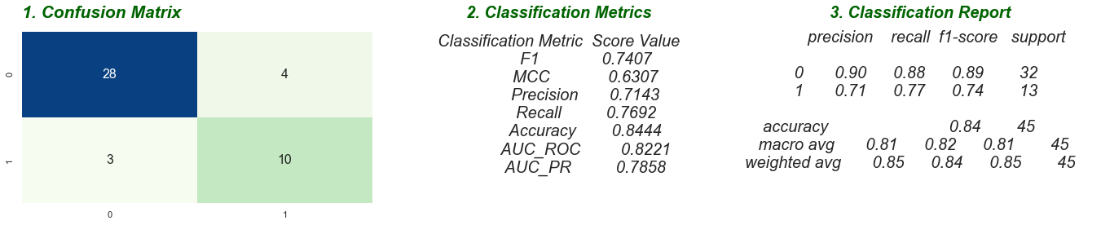 1. Confusion Matrix
0
28
4
1
3
10
0
1
2. Classification Metrics
Classification Metric Score Value
F1 0.7407
MCC 0.6307
Precision 0.7143
Recall 0.7692
Accuracy 0.8444
AUC_ROC 0.8221
AUC_PR 0.7858
3. Classification Report
precision recall f1-score support
0 0.90 0.88 0.89 32
1 0.71 0.77 0.74 13
accuracy 0.84 45
macro avg 0.81 0.82 0.81 45
weighted avg 0.85 0.84 0.85 45